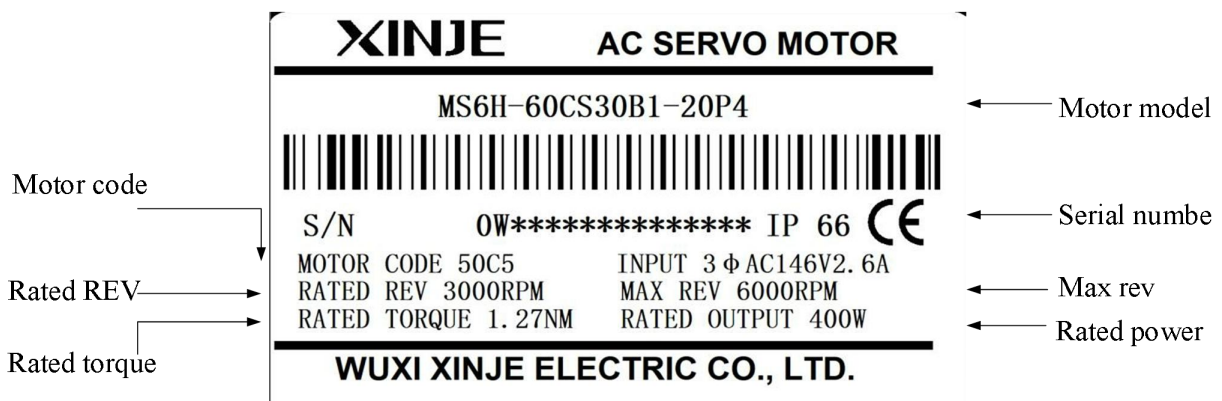 XINJE AC SERVO MOTOR
MS6H-60CS30B1-20P4
Motor model
Motor code
S/N 0W************** IP 66 CE
Serial numbe
MOTOR CODE 50C5 INPUT 3ΦAC146V2.6A
Rated REV
RATED REV 3000RPM MAX REV 6000RPM
Max rev
RATED TORQUE 1.27NM RATED OUTPUT 400W
Rated power
Rated torque
WUXI XINJE ELECTRIC CO., LTD.